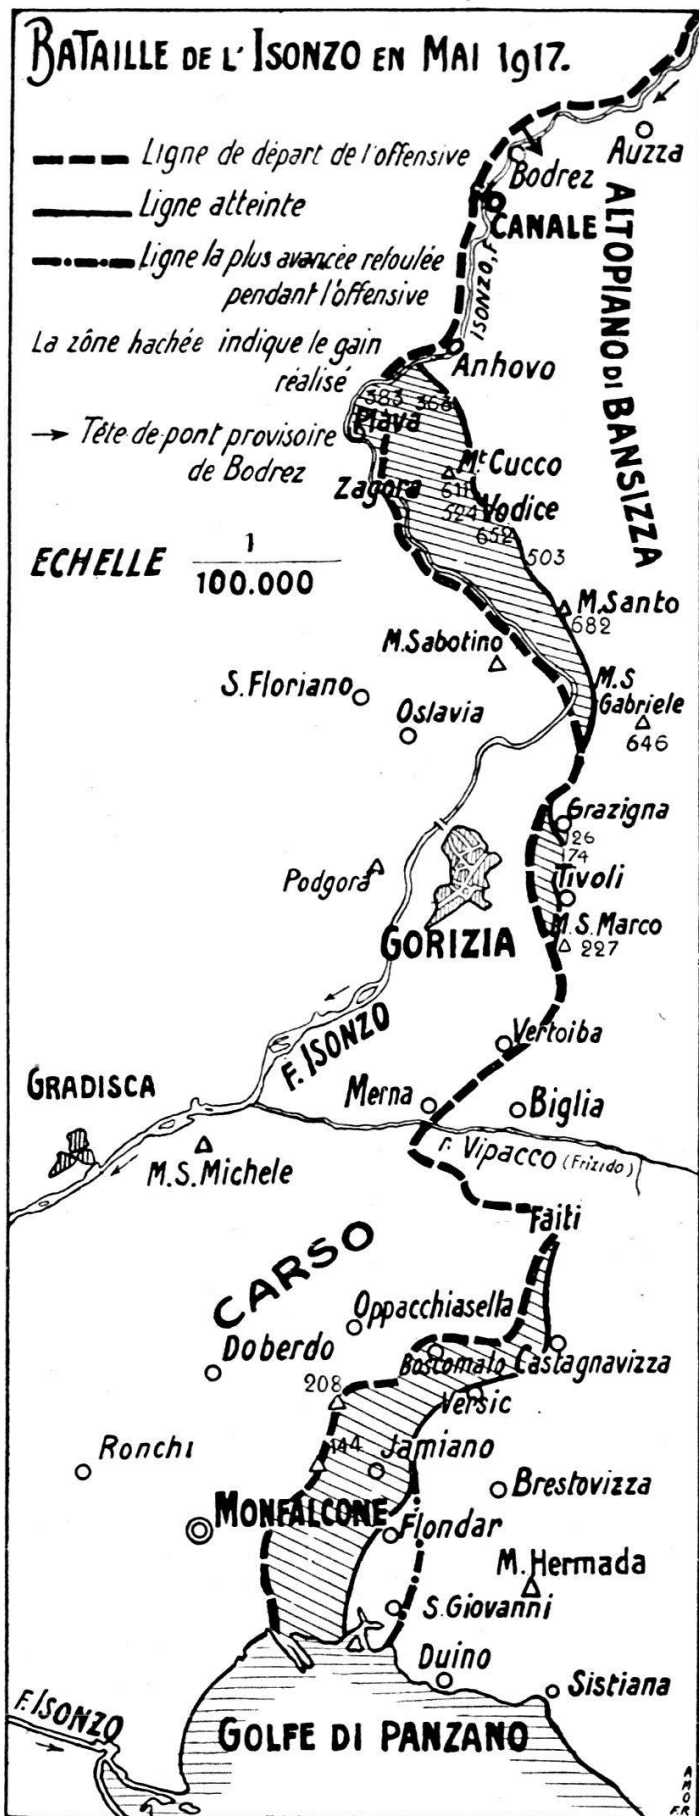 BATAILLE DE L'ISONZO EN MAI 1917.
Ligne de départ de l'offensive
Ligne atteinte
Ligne la plus avancée refoulée
pendant l'offensive
La zône hachée indique le gain
réalisé
→ Tête de pont provisoire
de Bodrez
ECHELLE 1
100.000
Auzza
Bodrez
CANALE
ALTOPIANO DI BANSIZZA
ISONZO, F
Anhovo
383 363
Plava
Mt. Cucco
611
Zagora
524
Vodice
652
503
M. Santo
682
M. Sabotino
S. Floriano
M. S
Gabriele
646
Oslavia
Grazigna
126
174
Podgora
Tivoli
GORIZIA
M. S. Marco
227
F. ISONZO
Vertoiba
GRADISCA
Merna
Biglia
M. S. Michele
r. Vipacco (Frizido)
Faiti
CARSO
Oppacchiasella
Doberdo
Boscomalo
Castagnavizza
208
Versic
144
Jamiano
Ronchi
Brestovizza
MONFALCONE
Flondar
M. Hermada
S. Giovanni
Duino
Sistiana
F. ISONZO
GOLFE DI PANZANO